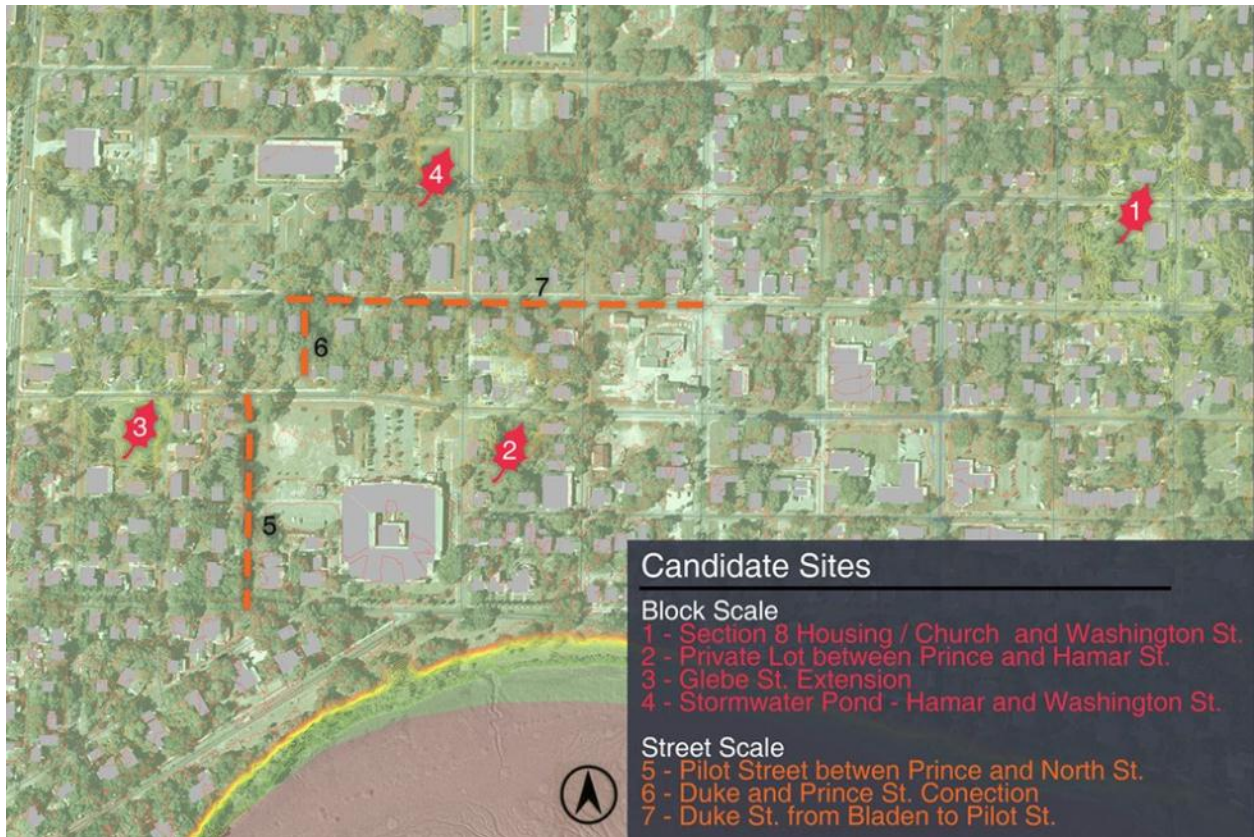 4
1
7
6
3
2
5
Candidate Sites
Block Scale
1 - Section 8 Housing / Church and Washington St.
2 - Private Lot between Prince and Hamar St.
3 - Glebe St. Extension
4 - Stormwater Pond - Hamar and Washington St.
Street Scale
5 - Pilot Street betwen Prince and North St.
6 - Duke and Prince St. Conection
7 - Duke St. from Bladen to Pilot St.